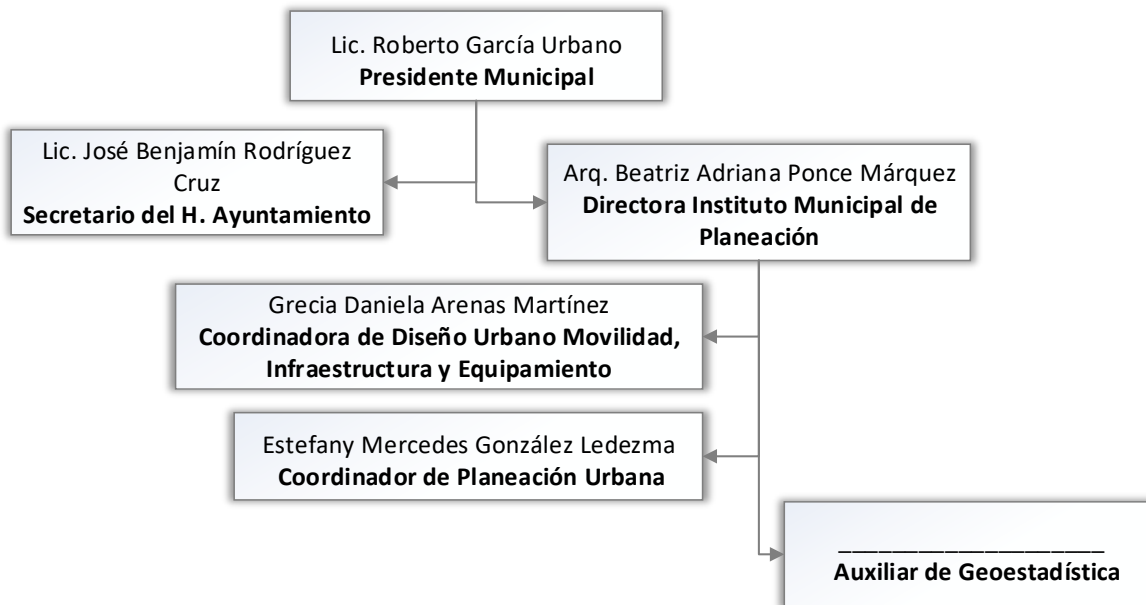 Lic. Roberto García Urbano
Presidente Municipal
Lic. José Benjamín Rodríguez
Cruz
Secretario del H. Ayuntamiento
Arq. Beatriz Adriana Ponce Márquez
Directora Instituto Municipal de
Planeación
Grecia Daniela Arenas Martínez
Coordinadora de Diseño Urbano Movilidad,
Infraestructura y Equipamiento
Estefany Mercedes González Ledezma
Coordinador de Planeación Urbana
____________________
Auxiliar de Geoestadística